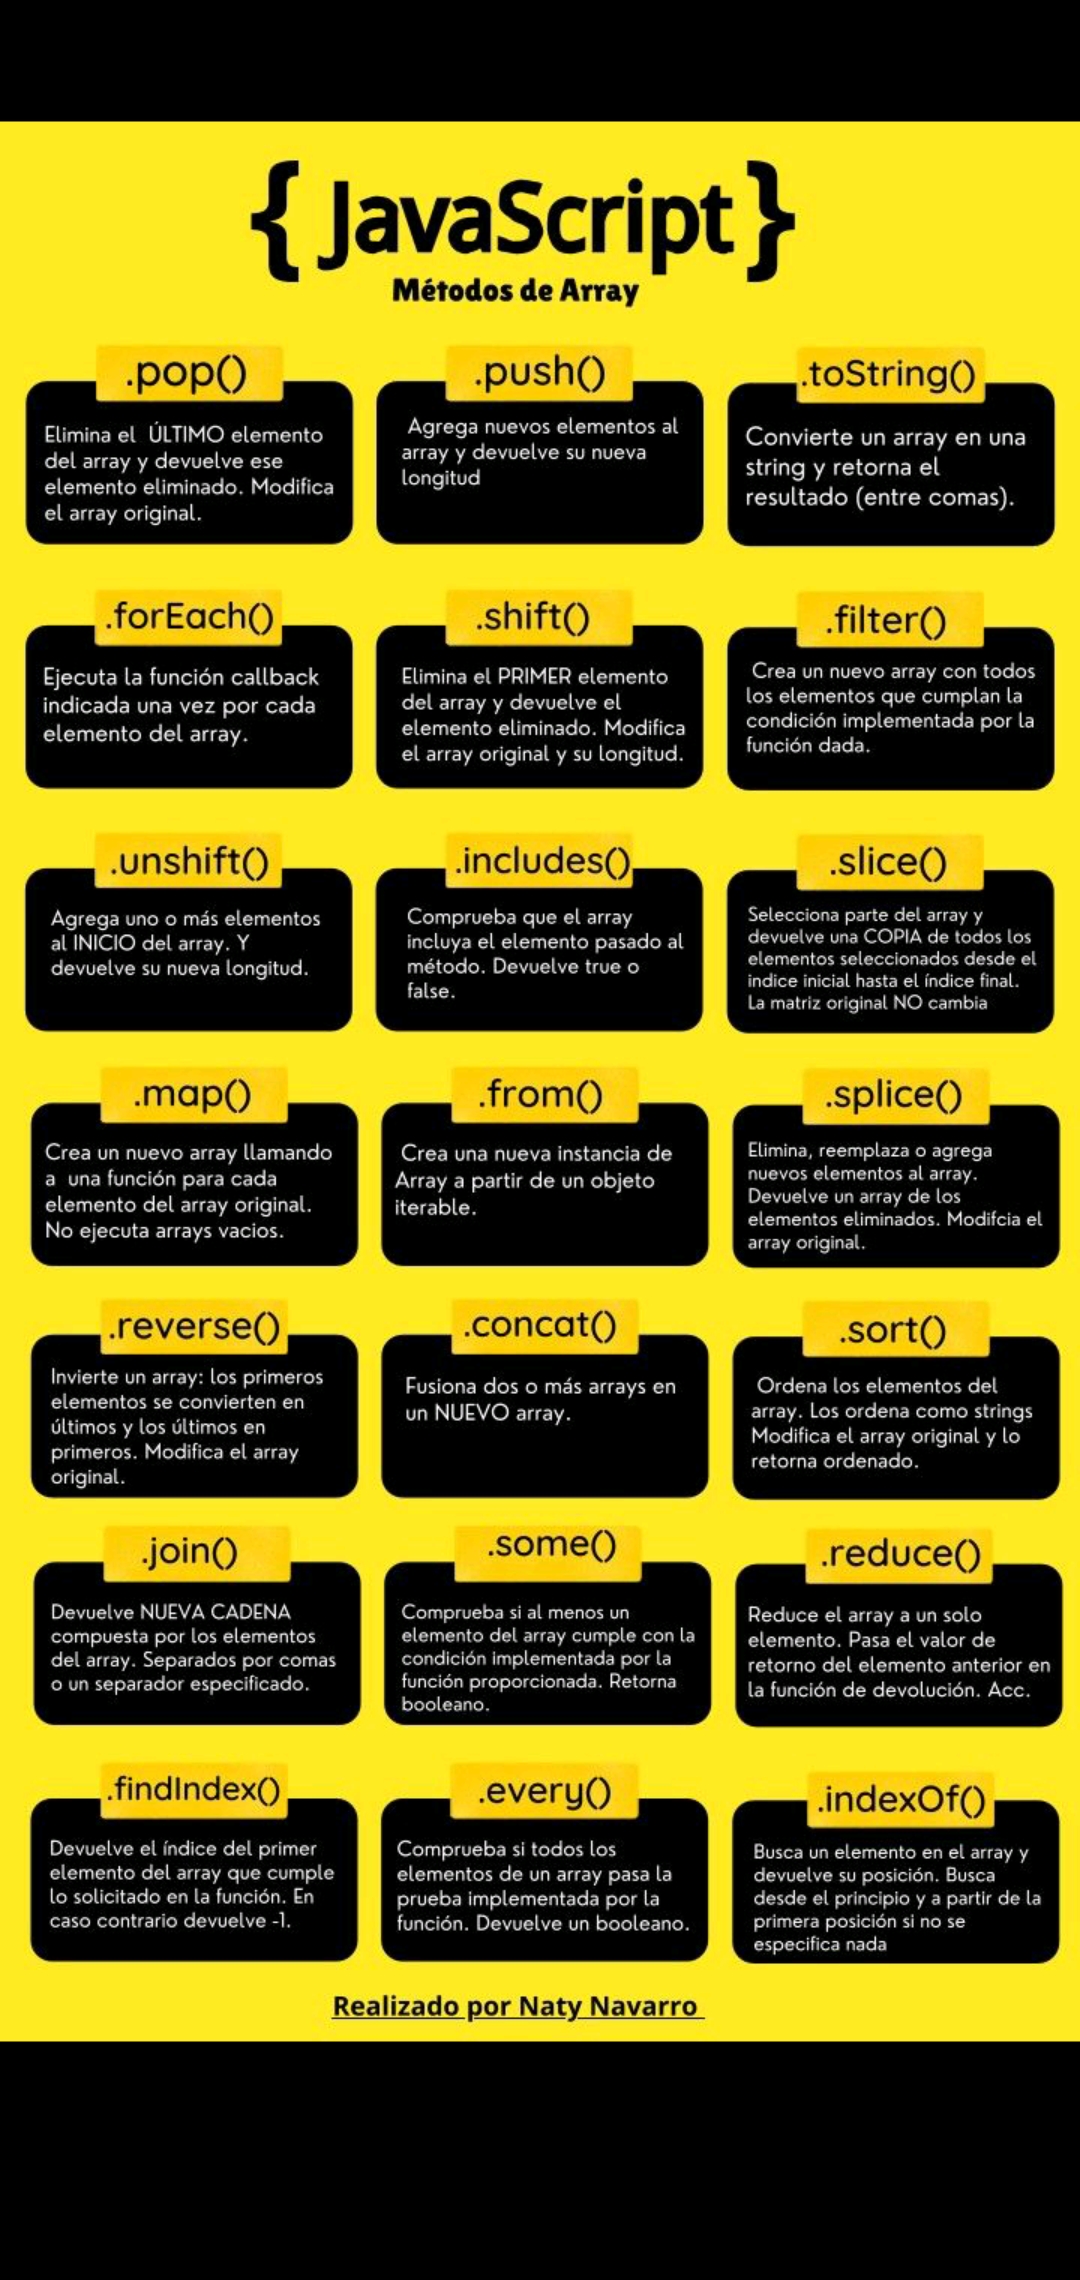 { JavaScript }
Métodos de Array
.pop()
Elimina el ÚLTIMO elemento
del array y devuelve ese
elemento eliminado. Modifica
el array original.
.push()
Agrega nuevos elementos al
array y devuelve su nueva
longitud
.toString()
Convierte un array en una
string y retorna el
resultado (entre comas).
.forEach()
Ejecuta la función callback
indicada una vez por cada
elemento del array.
.shift()
Elimina el PRIMER elemento
del array y devuelve el
elemento eliminado. Modifica
el array original y su longitud.
.filter()
Crea un nuevo array con todos
los elementos que cumplan la
condición implementada por la
función dada.
.unshift()
Agrega uno o más elementos
al INICIO del array. Y
devuelve su nueva longitud.
.includes()
Comprueba que el array
incluya el elemento pasado al
método. Devuelve true o
false.
.slice()
Selecciona parte del array y
devuelve una COPIA de todos los
elementos seleccionados desde el
indice inicial hasta el índice final.
La matriz original NO cambia
.map()
Crea un nuevo array llamando
a una función para cada
elemento del array original.
No ejecuta arrays vacios.
.from()
Crea una nueva instancia de
Array a partir de un objeto
iterable.
.splice()
Elimina, reemplaza o agrega
nuevos elementos al array.
Devuelve un array de los
elementos eliminados. Modifcia el
array original.
.reverse()
Invierte un array: los primeros
elementos se convierten en
últimos y los últimos en
primeros. Modifica el array
original.
.concat()
Fusiona dos o más arrays en
un NUEVO array.
.sort()
Ordena los elementos del
array. Los ordena como strings
Modifica el array original y lo
retorna ordenado.
.join()
Devuelve NUEVA CADENA
compuesta por los elementos
del array. Separados por comas
o un separador especificado.
.some()
Comprueba si al menos un
elemento del array cumple con la
condición implementada por la
función proporcionada. Retorna
booleano.
.reduce()
Reduce el array a un solo
elemento. Pasa el valor de
retorno del elemento anterior en
la función de devolución. Acc.
.findIndex()
Devuelve el índice del primer
elemento del array que cumple
lo solicitado en la función. En
caso contrario devuelve -1.
.every()
Comprueba si todos los
elementos de un array pasa la
prueba implementada por la
función. Devuelve un booleano.
.indexOf()
Busca un elemento en el array y
devuelve su posición. Busca
desde el principio y a partir de la
primera posición si no se
especifica nada
Realizado por Naty Navarro